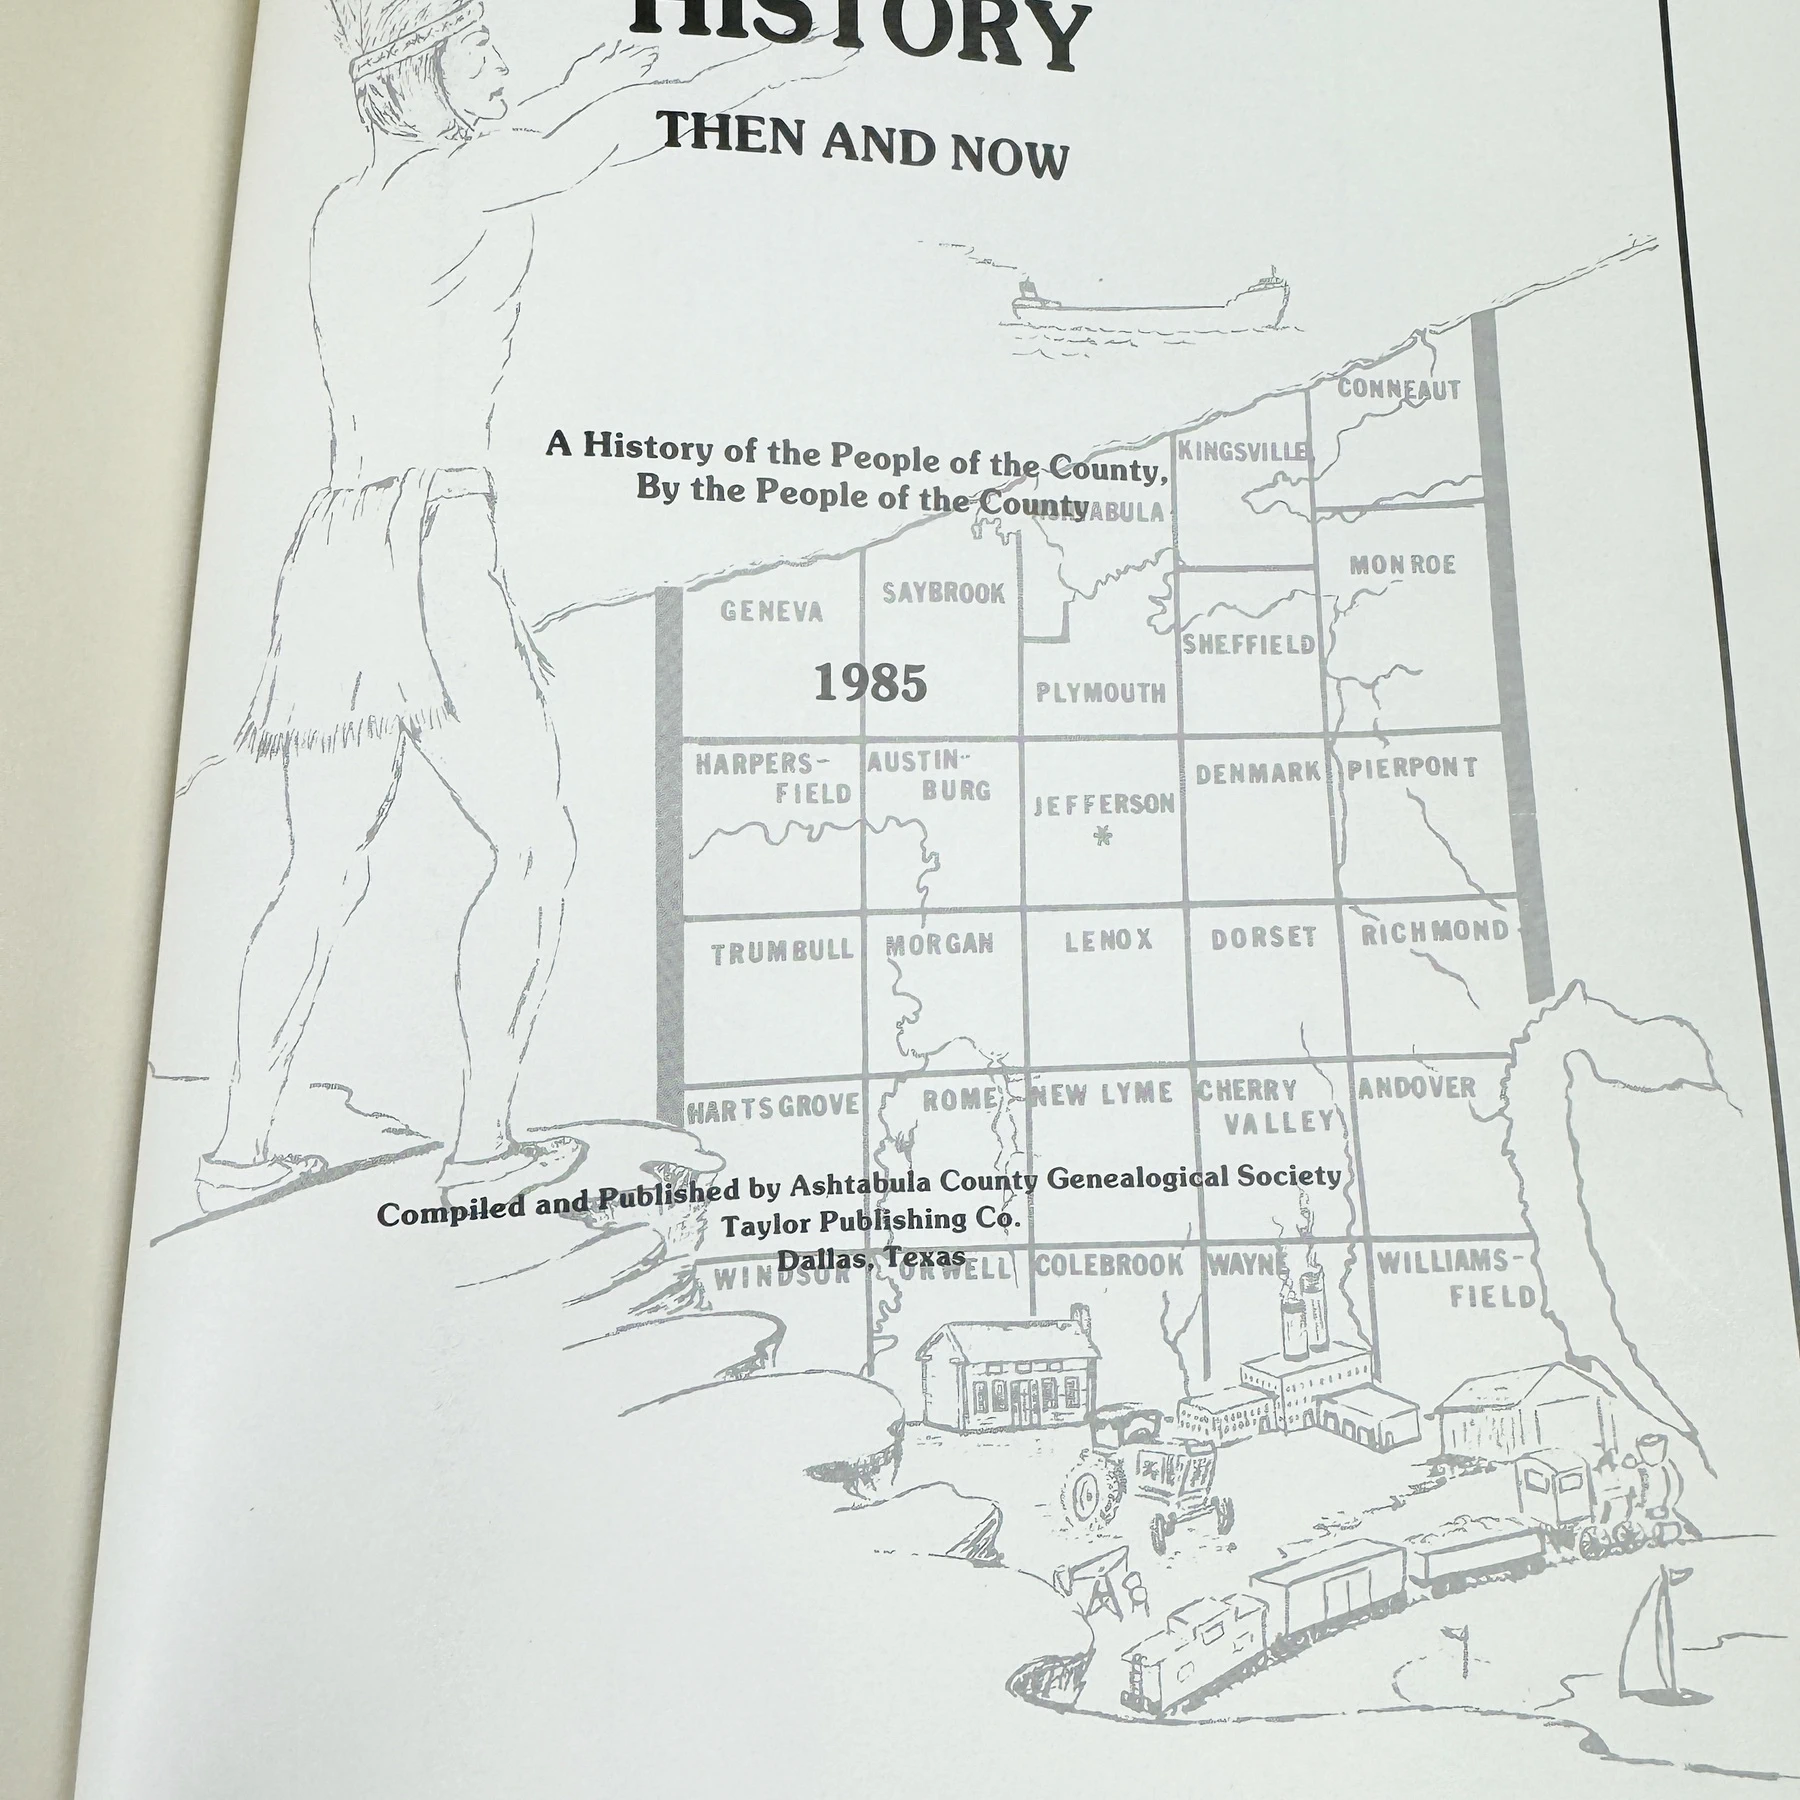 HISTORY
THEN AND NOW
A History of the People of the County,
By the People of the County
1985
CONNEAUT
KINGSVILLE
MONROE
SAYBROOK
GENEVA
SHEFFIELD
PLYMOUTH
HARPERS-
FIELD
AUSTIN-
BURG
JEFFERSON
*
DENMARK
PIERPONT
TRUMBULL
MORGAN
LENOX
DORSET
RICHMOND
HARTSGROVE
ROME
NEW LYME
CHERRY
VALLEY
ANDOVER
Compiled and Published by Ashtabula County Genealogical Society
Taylor Publishing Co.
Dallas, Texas
WINDSOR
ORWELL
COLEBROOK
WAYNE
WILLIAMS-
FIELD